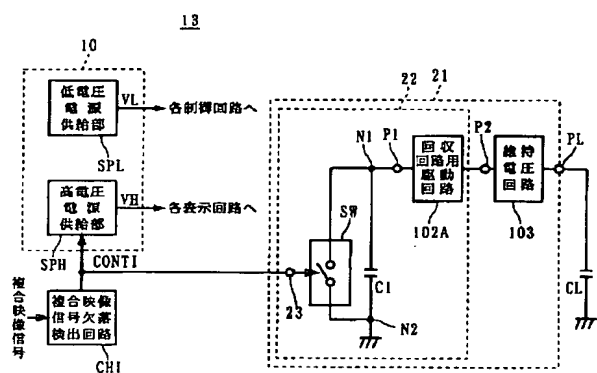 13
10
低電圧
電源
供給部
VL
各制御回路へ
SPL
高電圧
電源
供給部
VH
各表示回路へ
SPH
CONT1
複合映像
信号
複合映像
信号欠落
検出回路
CH1
22
21
N1
P1
回収
回路用
駆動
回路
102A
P2
維持
電圧
回路
103
PL
SW
23
C1
N2
CL